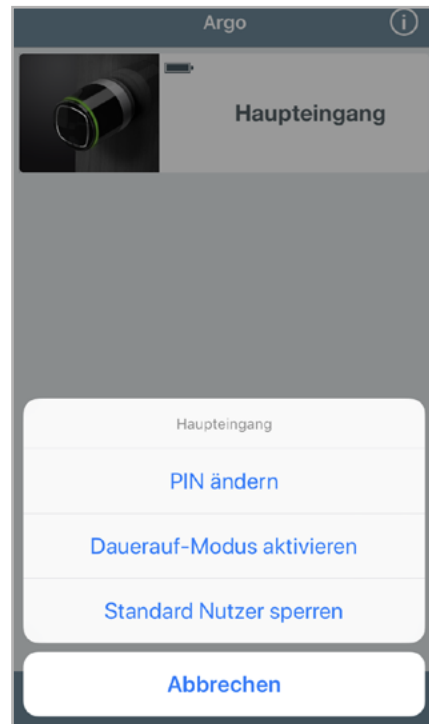 Argo
Haupteingang
Haupteingang
PIN ändern
Dauerauf-Modus aktivieren
Standard Nutzer sperren
Abbrechen